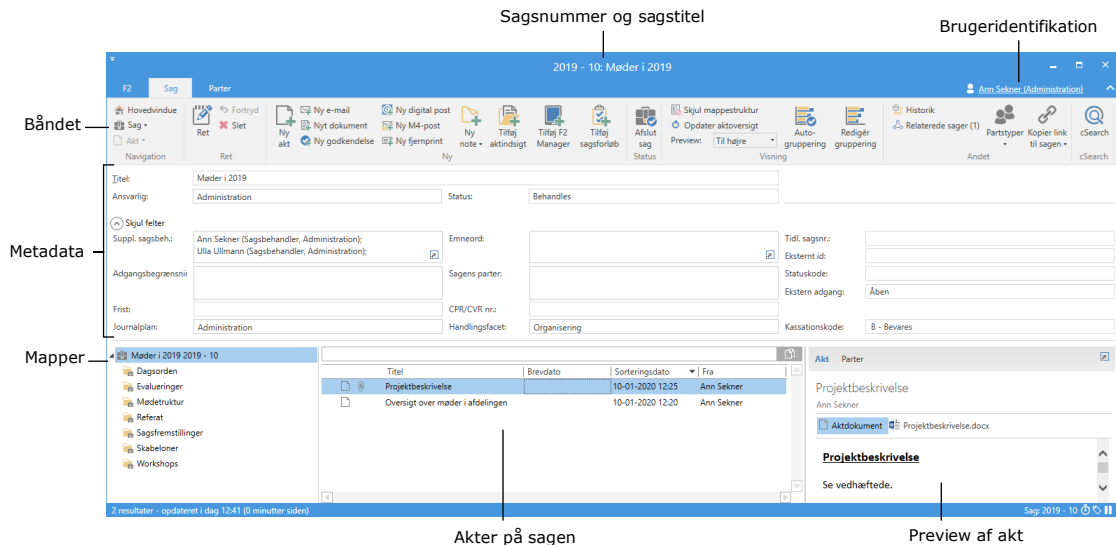 Sagsnummer og sagstitel
Brugeridentifikation
2019 - 10: Møder i 2019
F2 Sag Parter Ann Sekner (Administration)
Båndet
Hovedvindue
Sag
Akt
Navigation
Ret
Fortryd
Slet
Ret
Ny akt
Ny e-mail
Nyt dokument
Ny godkendelse
Ny digital post
Ny M4-post
Ny fjernprint
Ny note
Tilføj aktindsigt
Tilføj F2 Manager
Tilføj sagsforløb
Ny
Afslut sag
Status
Skjul mappestruktur
Opdater aktoversigt
Preview: Til højre
Auto-gruppering
Redigér gruppering
Visning
Historik
Relaterede sager (1)
Partstyper
Kopier link til sagen
Andet
cSearch
cSearch
Metadata
Titel: Møder i 2019
Ansvarlig: Administration Status: Behandles
Skjul felter
Suppl. sagsbeh.: Ann Sekner (Sagsbehandler, Administration);
Ulla Ullmann (Sagsbehandler, Administration);
Emneord:
Tidl. sagsnr.:
Eksternt id:
Adgangsbegrænsnin
Sagens parter:
Statuskode:
Ekstern adgang: Åben
Frist: CPR/CVR nr.:
Journalplan: Administration Handlingsfacet: Organisering Kassationskode: B - Bevares
Mapper
Møder i 2019 2019 - 10
Dagsorden
Evalueringer
Mødetruktur
Referat
Sagsfremstillinger
Skabeloner
Workshops
Titel Brevdato Sorteringsdato Fra
Projektbeskrivelse 10-01-2020 12:25 Ann Sekner
Oversigt over møder i afdelingen 10-01-2020 12:20 Ann Sekner
Akt Parter
Projektbeskrivelse
Ann Sekner
Aktdokument Projektbeskrivelse.docx
Projektbeskrivelse
Se vedhæftede.
2 resultater - opdateret i dag 12:41 (0 minutter siden) Sag: 2019 - 10
Akter på sagen
Preview af akt